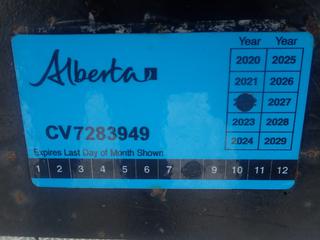 Year Year
Alberta
2020 2025
2021 2026
2027
CV7283949
2023 2028
Expires Last Day of Month Shown
2024 2029
1 2 3 4 5 6 7 9 10 11 12